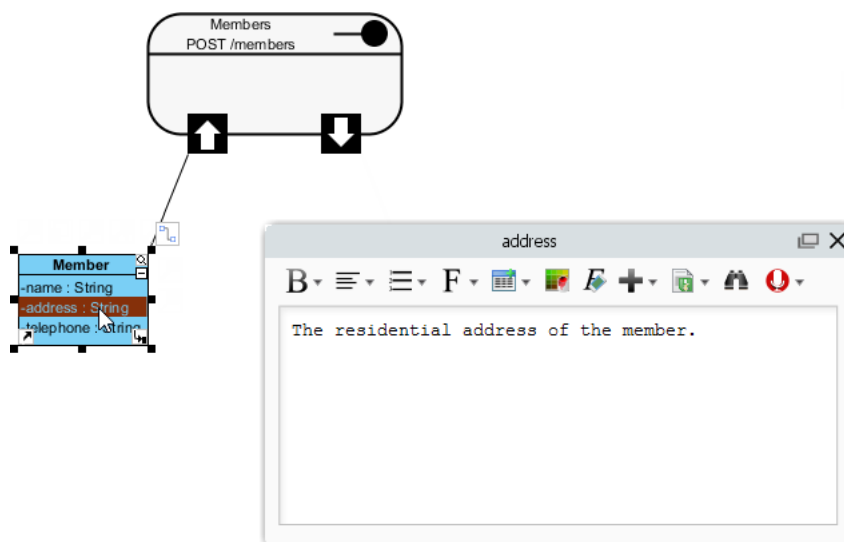 Members
POST /members
Member
-name : String
-address : String
-telephone : String
address
B
F
F
The residential address of the member.